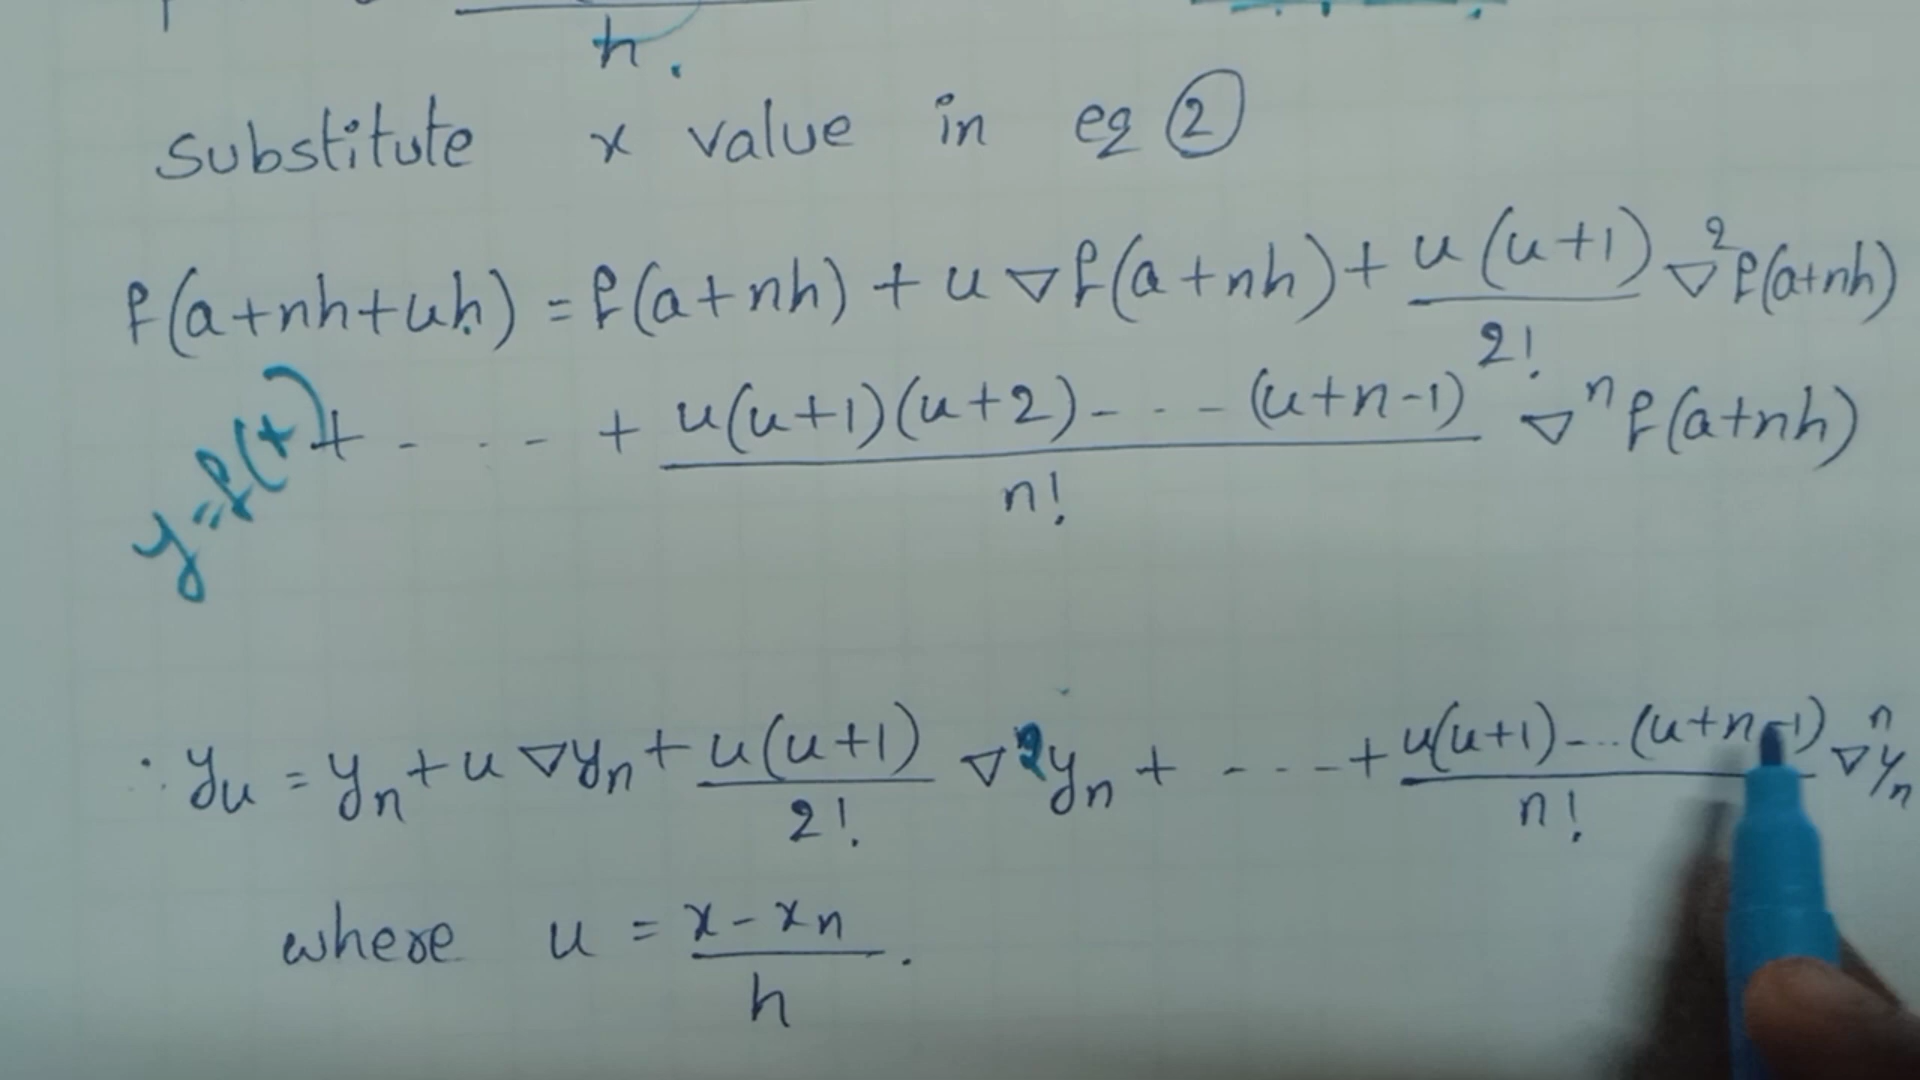 h.
substitute x value in eq ②
f(a+nh+uh) = f(a+nh) + u ∇f(a+nh) + u(u+1)/2! ∇²f(a+nh)
+ - - - + u(u+1)(u+2)- - - -(u+n-1)/n! ∇ⁿf(a+nh)
y=f(x)
∴ yᵤ = yₙ + u ∇yₙ + u(u+1)/2! ∇²yₙ + - - - - + u(u+1)-...(u+n-1)/n! ∇ⁿyₙ
where u = x-xₙ/h .